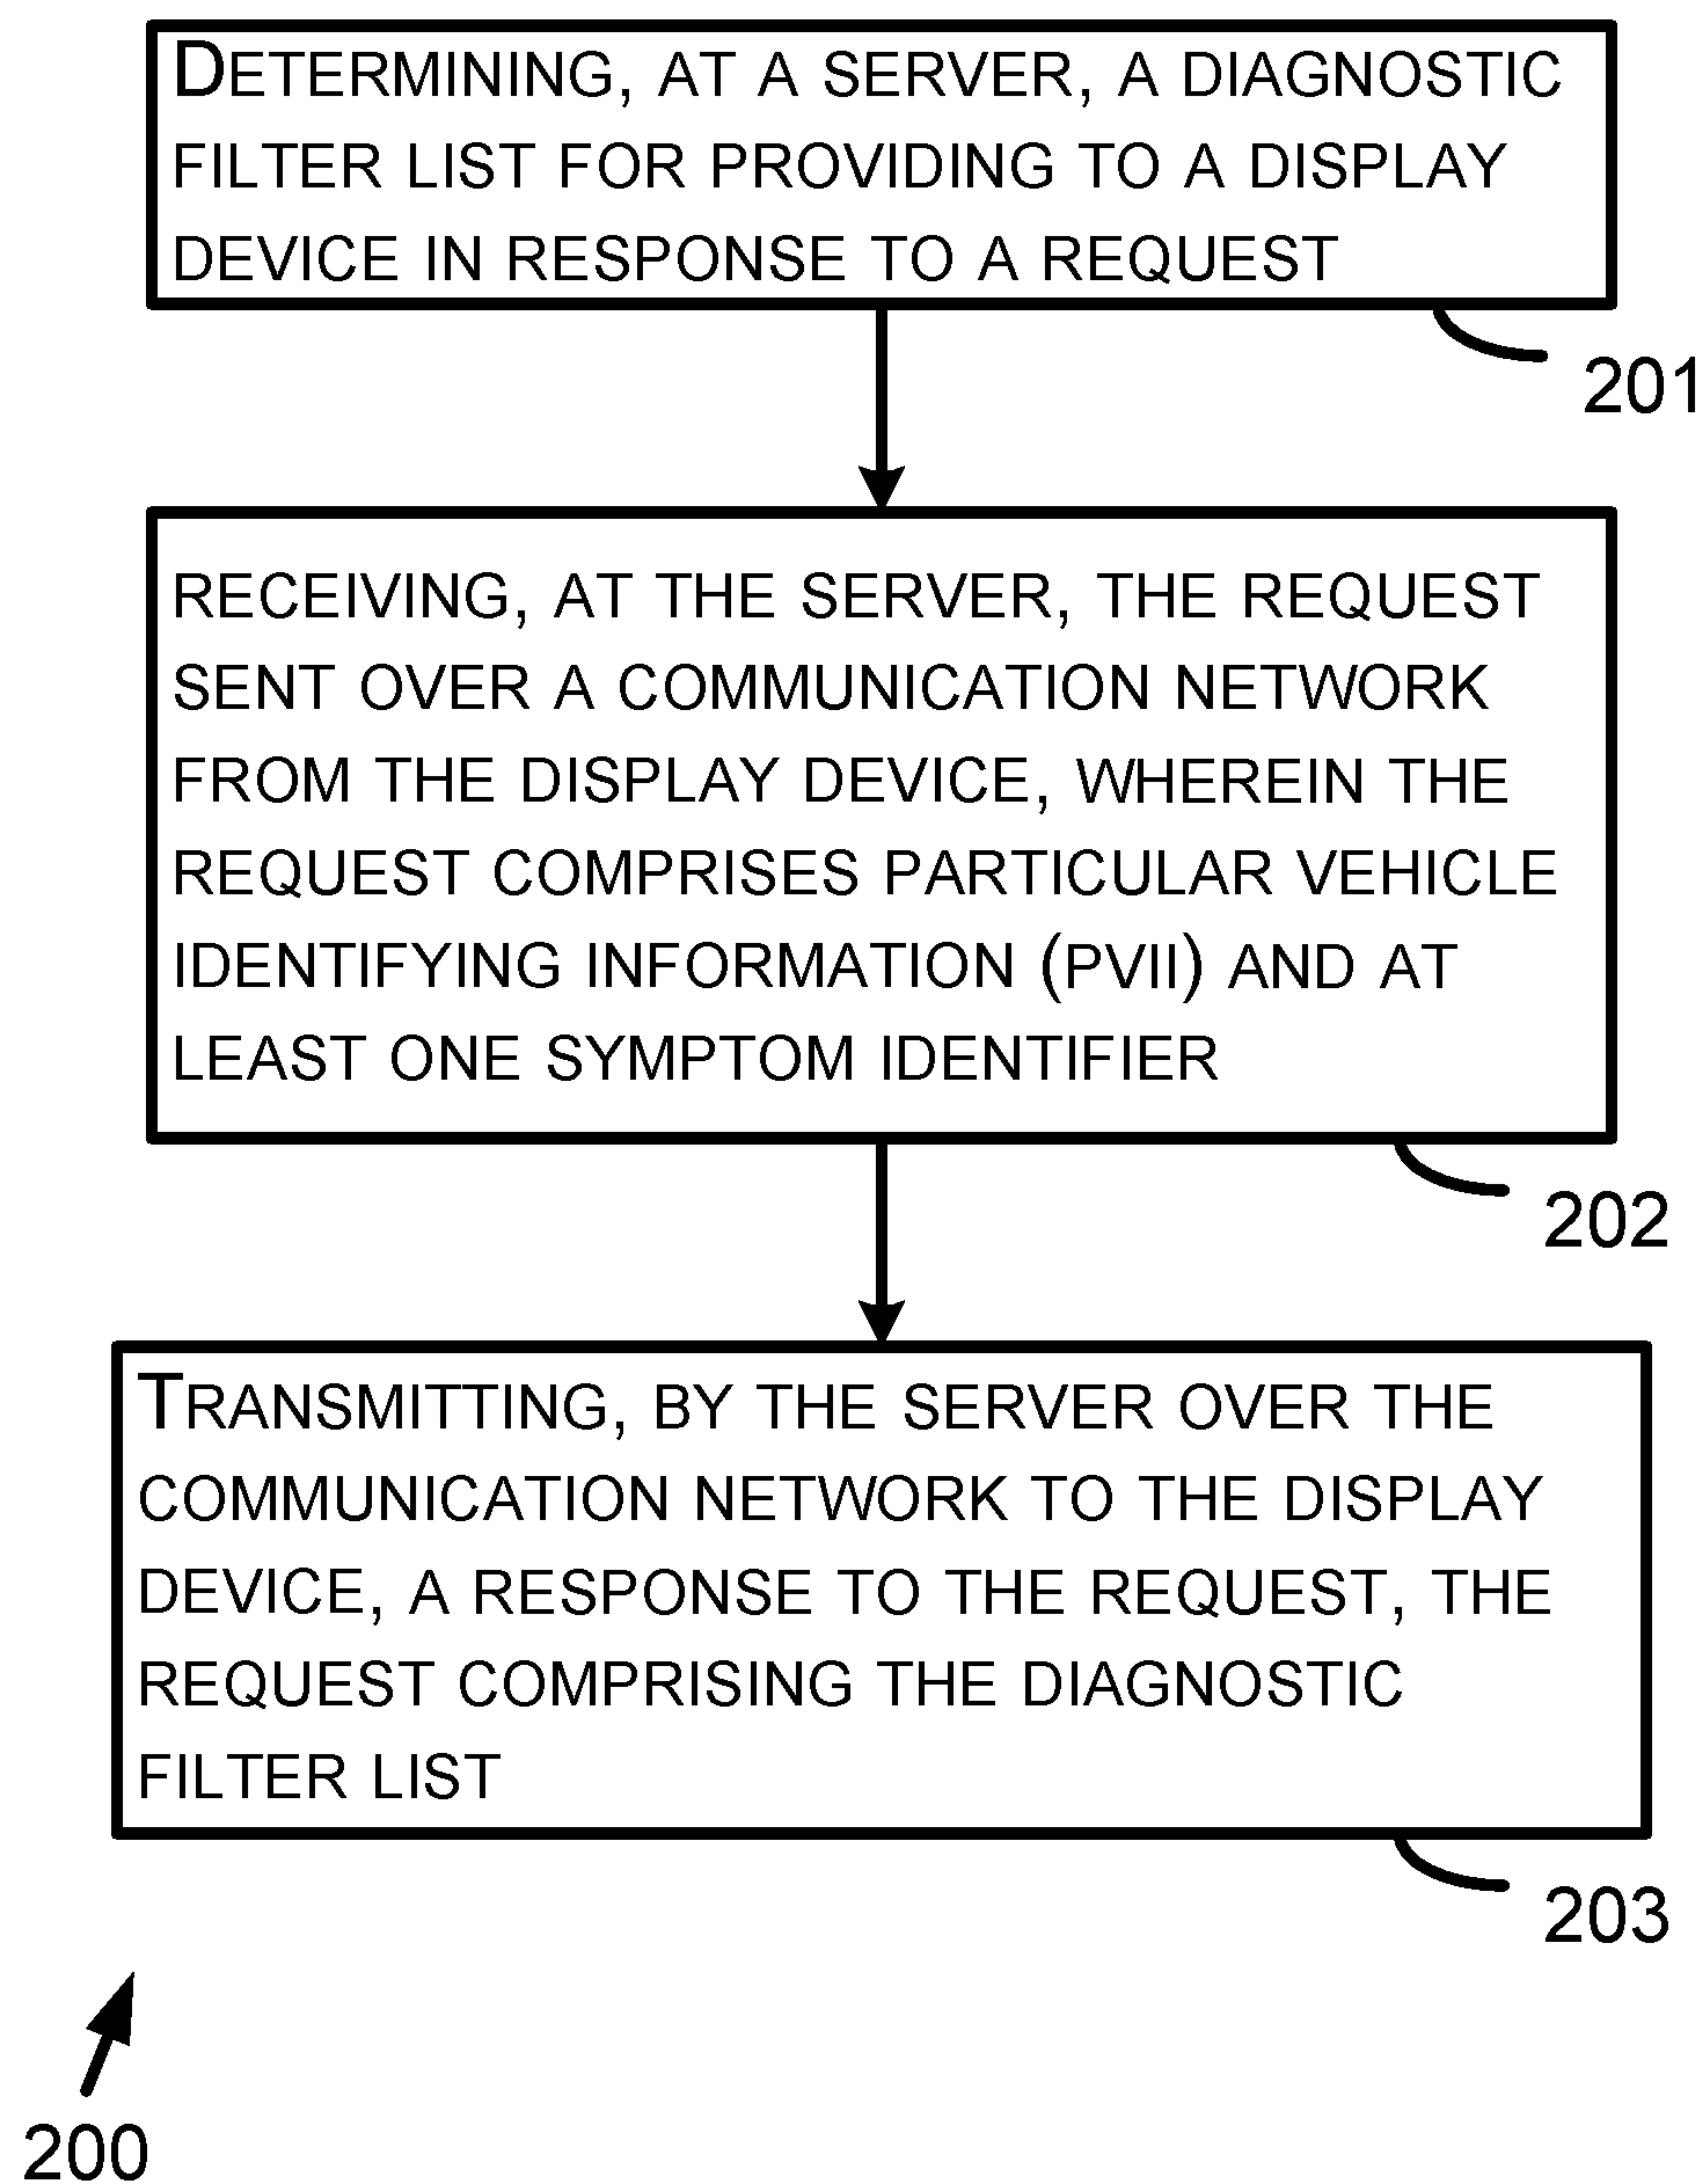 DETERMINING, AT A SERVER, A DIAGNOSTIC
FILTER LIST FOR PROVIDING TO A DISPLAY
DEVICE IN RESPONSE TO A REQUEST
201
RECEIVING, AT THE SERVER, THE REQUEST
SENT OVER A COMMUNICATION NETWORK
FROM THE DISPLAY DEVICE, WHEREIN THE
REQUEST COMPRISES PARTICULAR VEHICLE
IDENTIFYING INFORMATION (PVII) AND AT
LEAST ONE SYMPTOM IDENTIFIER
202
TRANSMITTING, BY THE SERVER OVER THE
COMMUNICATION NETWORK TO THE DISPLAY
DEVICE, A RESPONSE TO THE REQUEST, THE
REQUEST COMPRISING THE DIAGNOSTIC
FILTER LIST
203
200